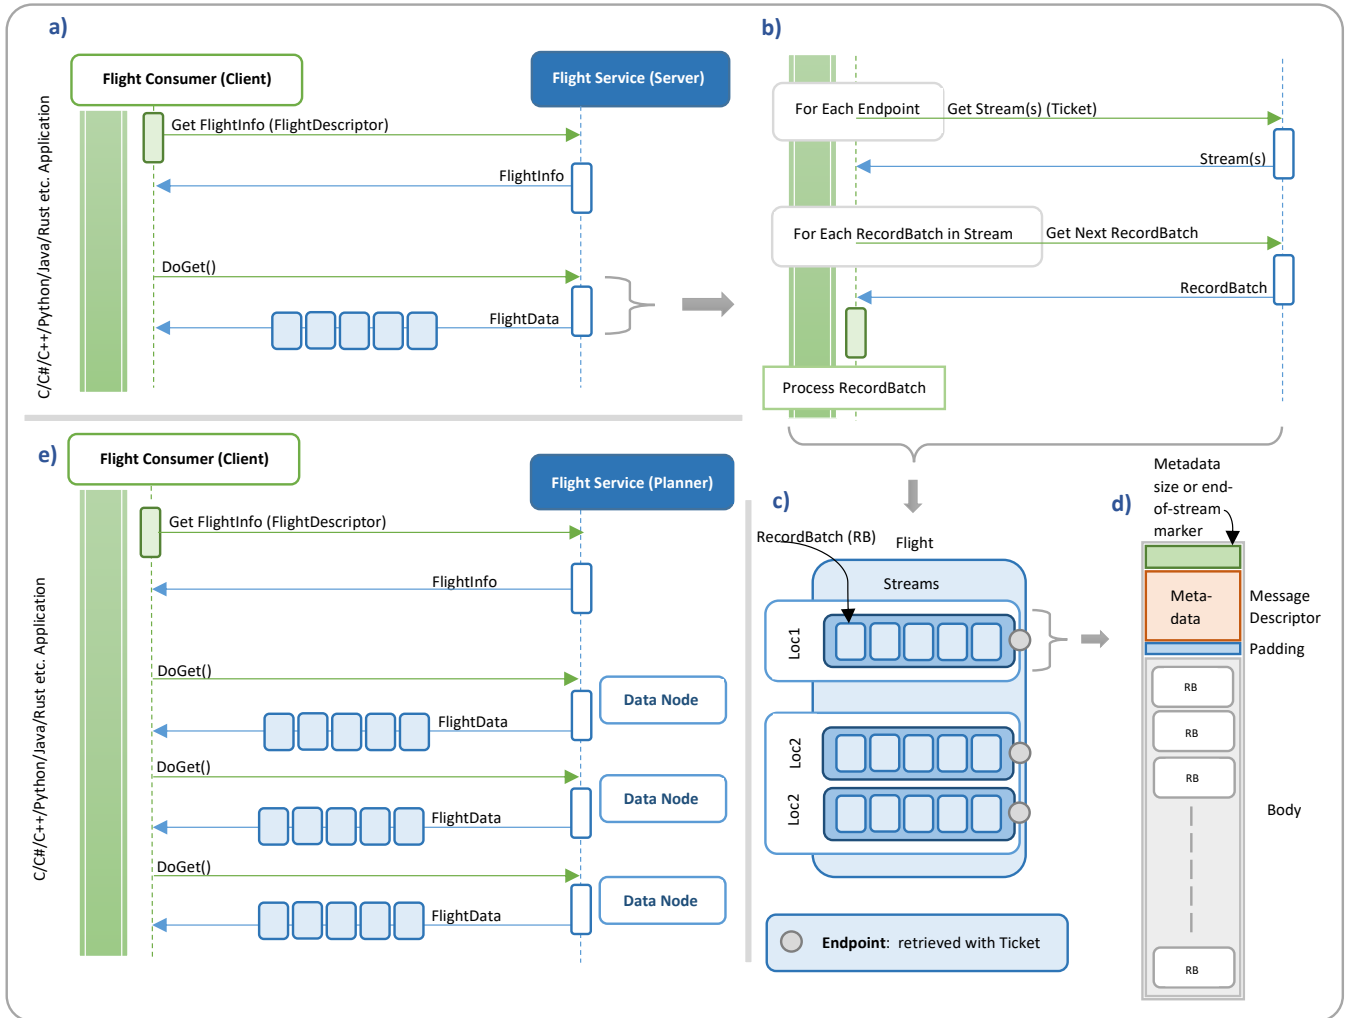 a)
Flight Consumer (Client)
Flight Service (Server)
C/C#/C++/Python/Java/Rust etc. Application
Get FlightInfo (FlightDescriptor)
FlightInfo
DoGet()
FlightData
b)
For Each Endpoint
Get Stream(s) (Ticket)
Stream(s)
For Each RecordBatch in Stream
Get Next RecordBatch
RecordBatch
Process RecordBatch
e)
Flight Consumer (Client)
Flight Service (Planner)
C/C#/C++/Python/Java/Rust etc. Application
Get FlightInfo (FlightDescriptor)
FlightInfo
DoGet()
Data Node
FlightData
DoGet()
Data Node
FlightData
DoGet()
Data Node
FlightData
c)
RecordBatch (RB)
Flight
Streams
Loc1
Loc2
Loc2
Endpoint: retrieved with Ticket
d)
Metadata
size or end-
of-stream
marker
Meta-
data
Message
Descriptor
Padding
RB
RB
RB
Body
RB